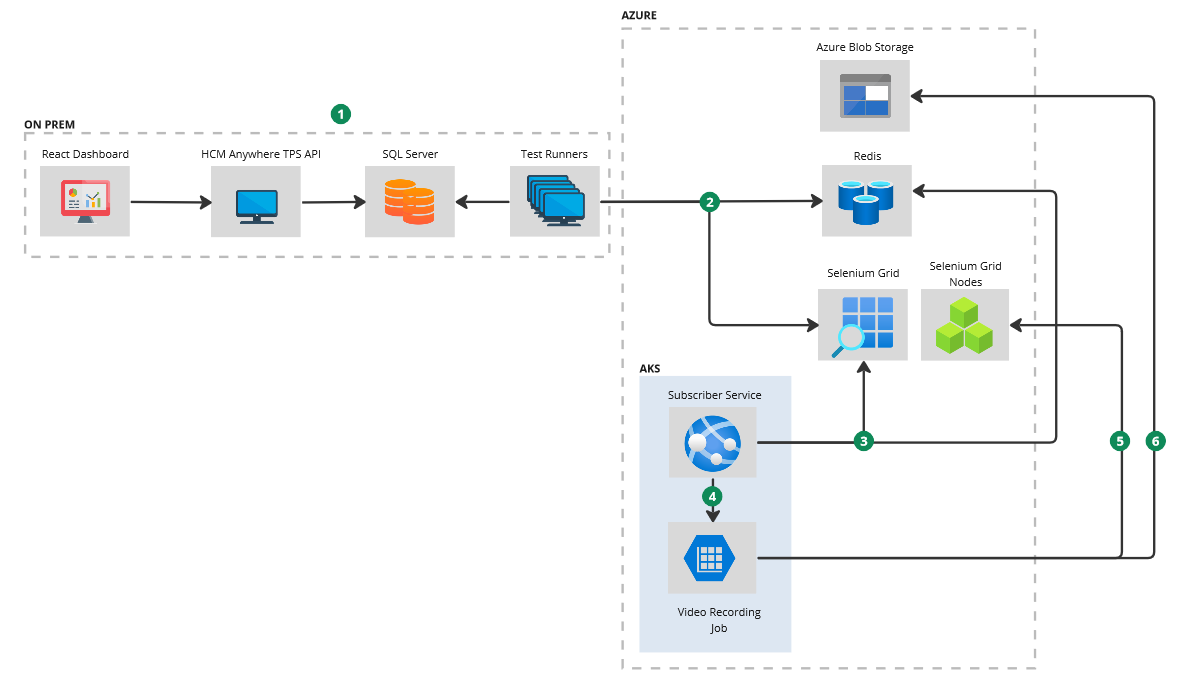 AZURE
Azure Blob Storage
1
ON PREM
React Dashboard
HCM Anywhere TPS API
SQL Server
Test Runners
Redis
2
Selenium Grid
Selenium Grid
Nodes
AKS
Subscriber Service
3
5
6
4
Video Recording
Job